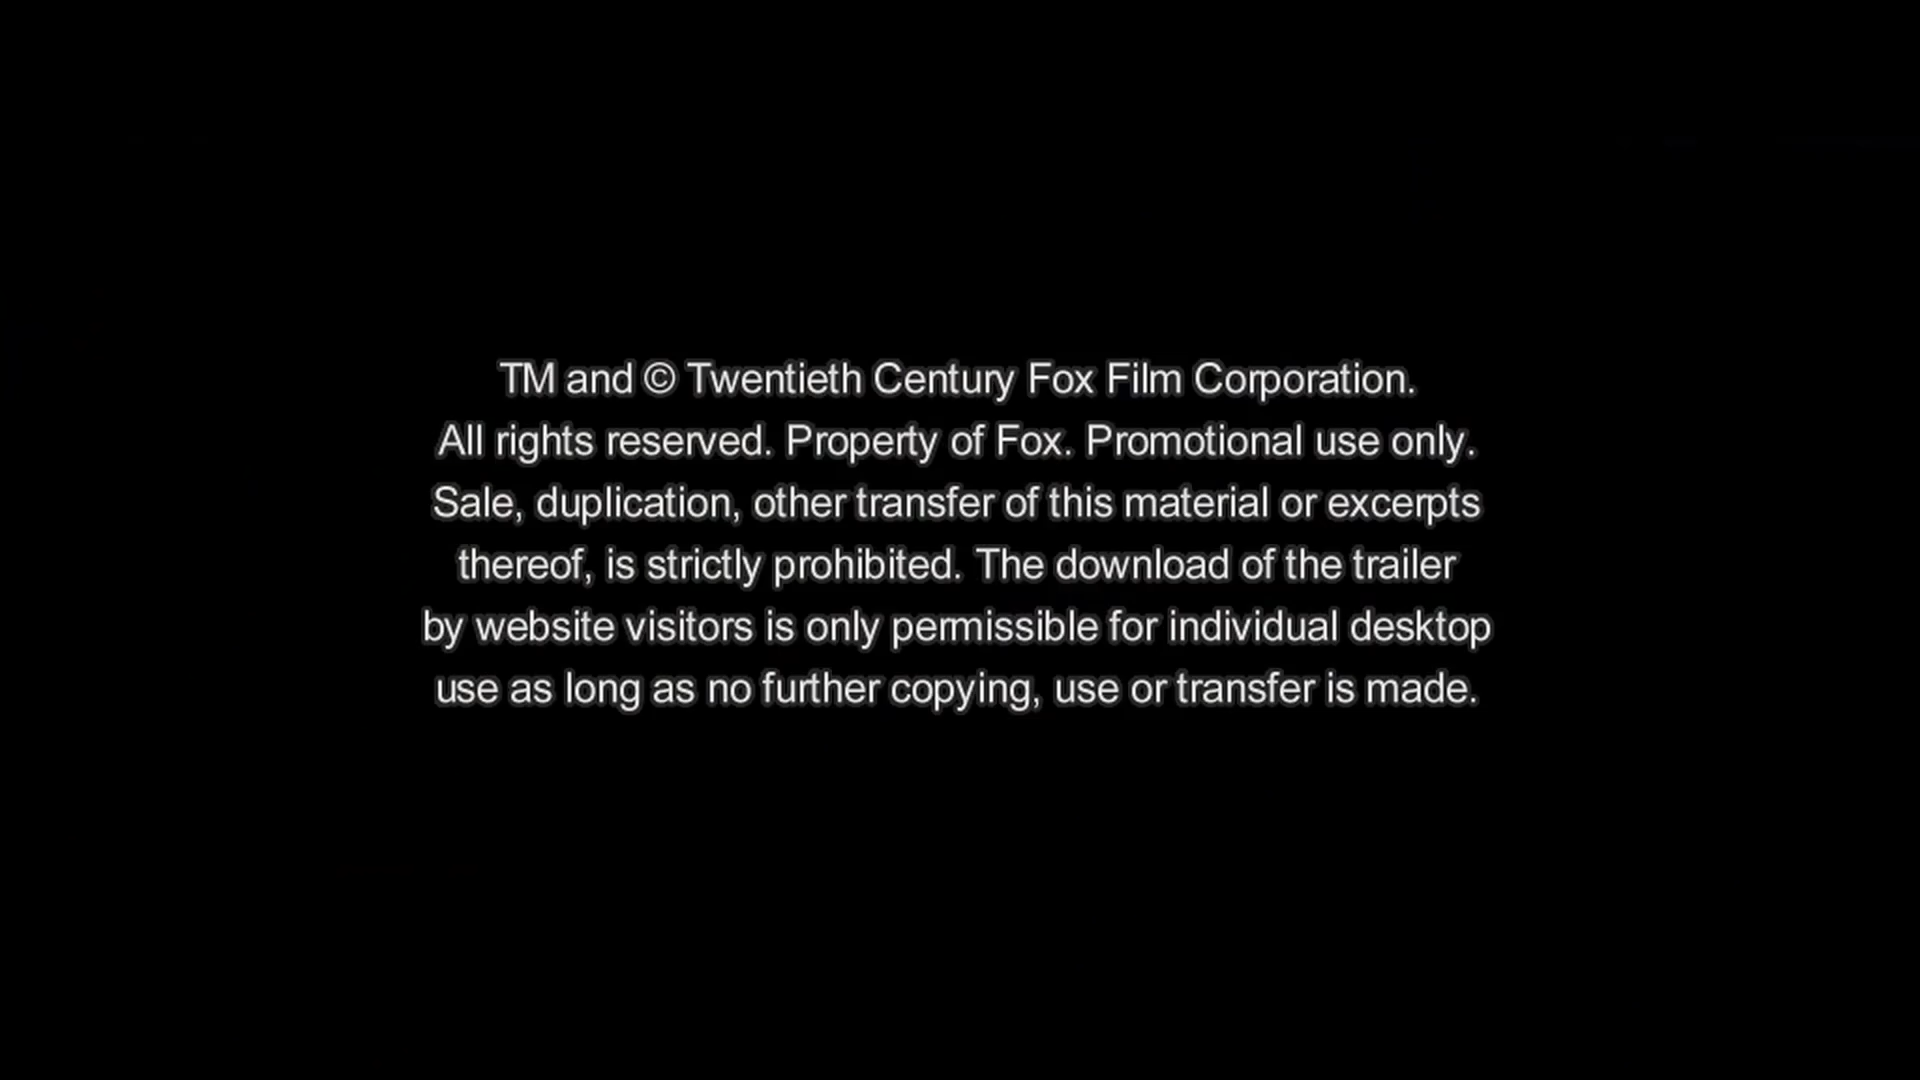 TM and © Twentieth Century Fox Film Corporation.
All rights reserved. Property of Fox. Promotional use only.
Sale, duplication, other transfer of this material or excerpts
thereof, is strictly prohibited. The download of the trailer
by website visitors is only permissible for individual desktop
use as long as no further copying, use or transfer is made.